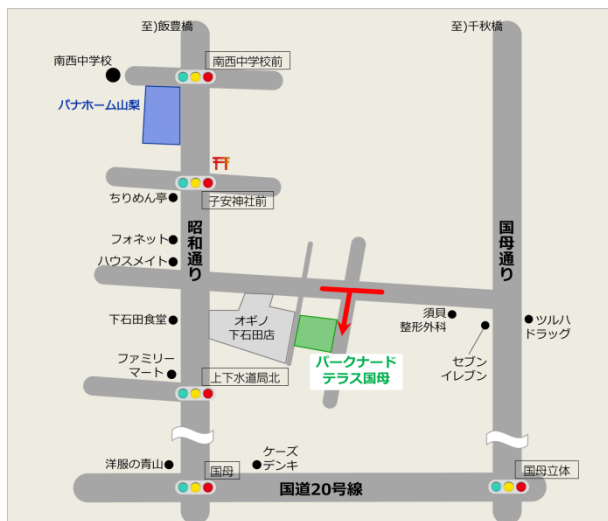 至)飯豊橋
至)千秋橋
南西中学校
南西中学校前
パナホーム山梨
ちりめん亭
子安神社前
昭和通り
国母通り
フォネット
ハウスメイト
下石田食堂
オギノ
下石田店
須貝
整形外科
ツルハ
ドラッグ
セブン
イレブン
ファミリー
マート
パークナード
テラス国母
上下水道局北
洋服の青山
国母
ケーズ
デンキ
国道20号線
国母立体